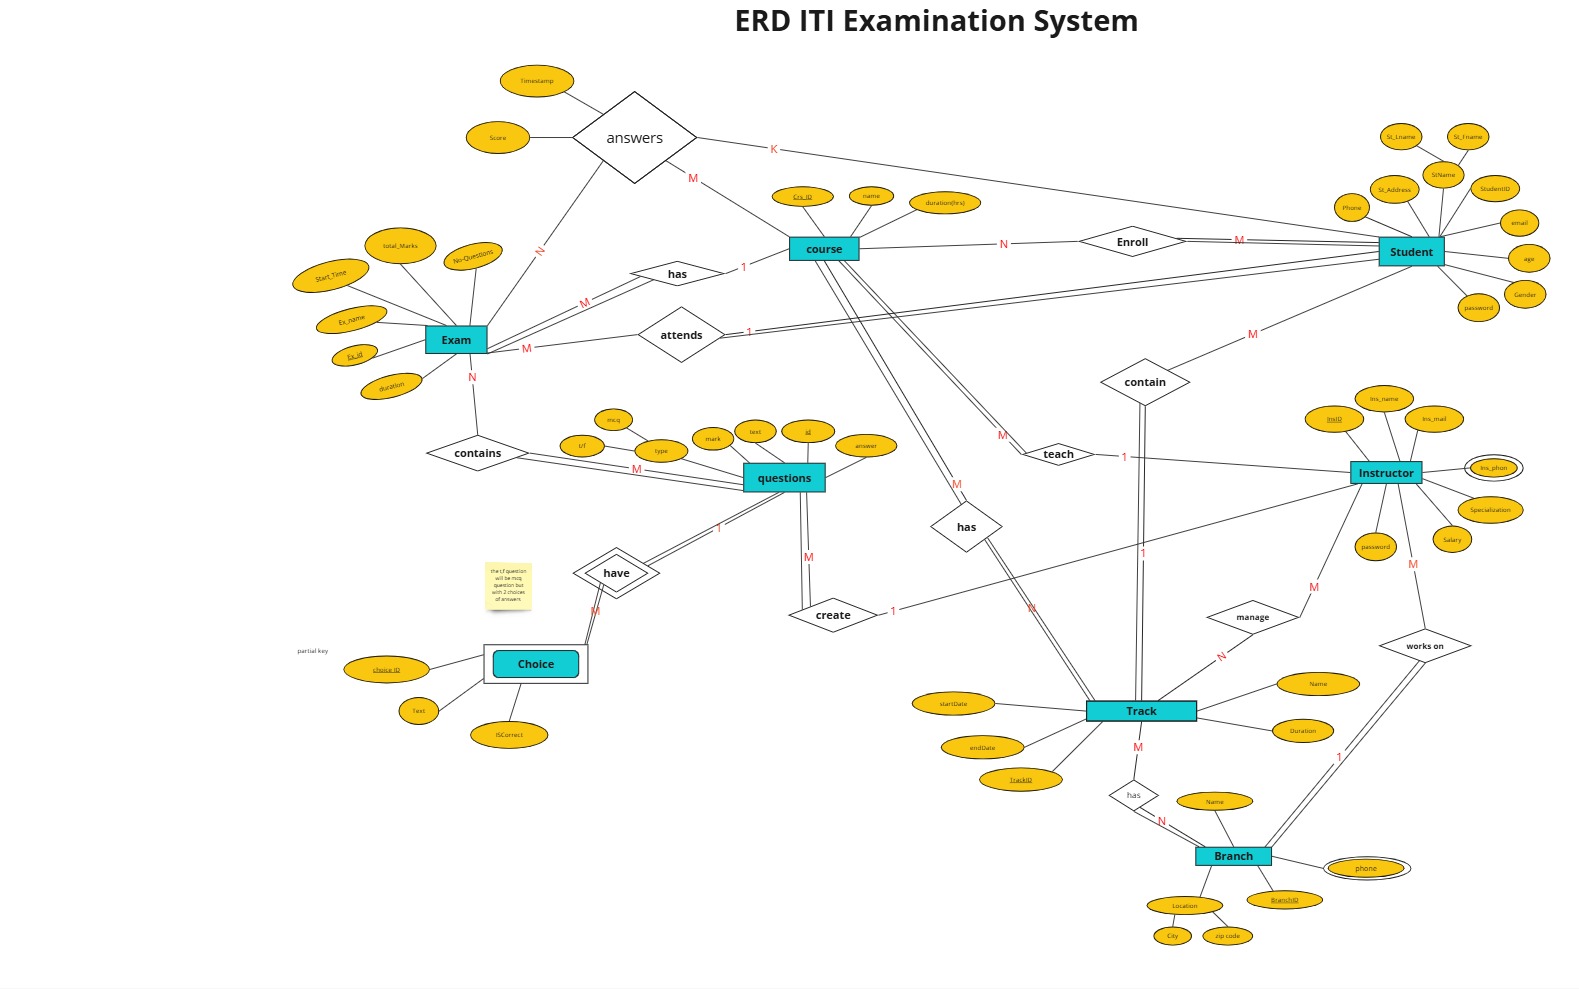 ERD ITI Examination System
Timestamp
answers
Score
K
M
St_Lname
St_Fname
StName
St_Address
StudentID
Phone
email
Crs_ID
name
duration(hrs)
total_Marks
No-Questions
N
course
N
Enroll
M
Student
age
Start_Time
has
1
M
Gender
password
Ex_name
Exam
attends
1
M
M
Ex_id
duration
N
contain
Ins_name
InsID
Ins_mail
mcq
t/f
type
mark
text
id
answer
M
contains
M
teach
1
Instructor
Ins_phon
questions
M
Specialization
has
1
M
1
M
password
Salary
the t,f question
will be mcq
question but
with 2 choices
of answers
have
M
M
create
1
N
M
manage
works on
N
partial key
choice ID
Choice
Text
ISCorrect
startDate
Track
Name
endDate
Duration
M
TrackID
1
has
Name
N
Branch
phone
Location
BranchID
City
zip code